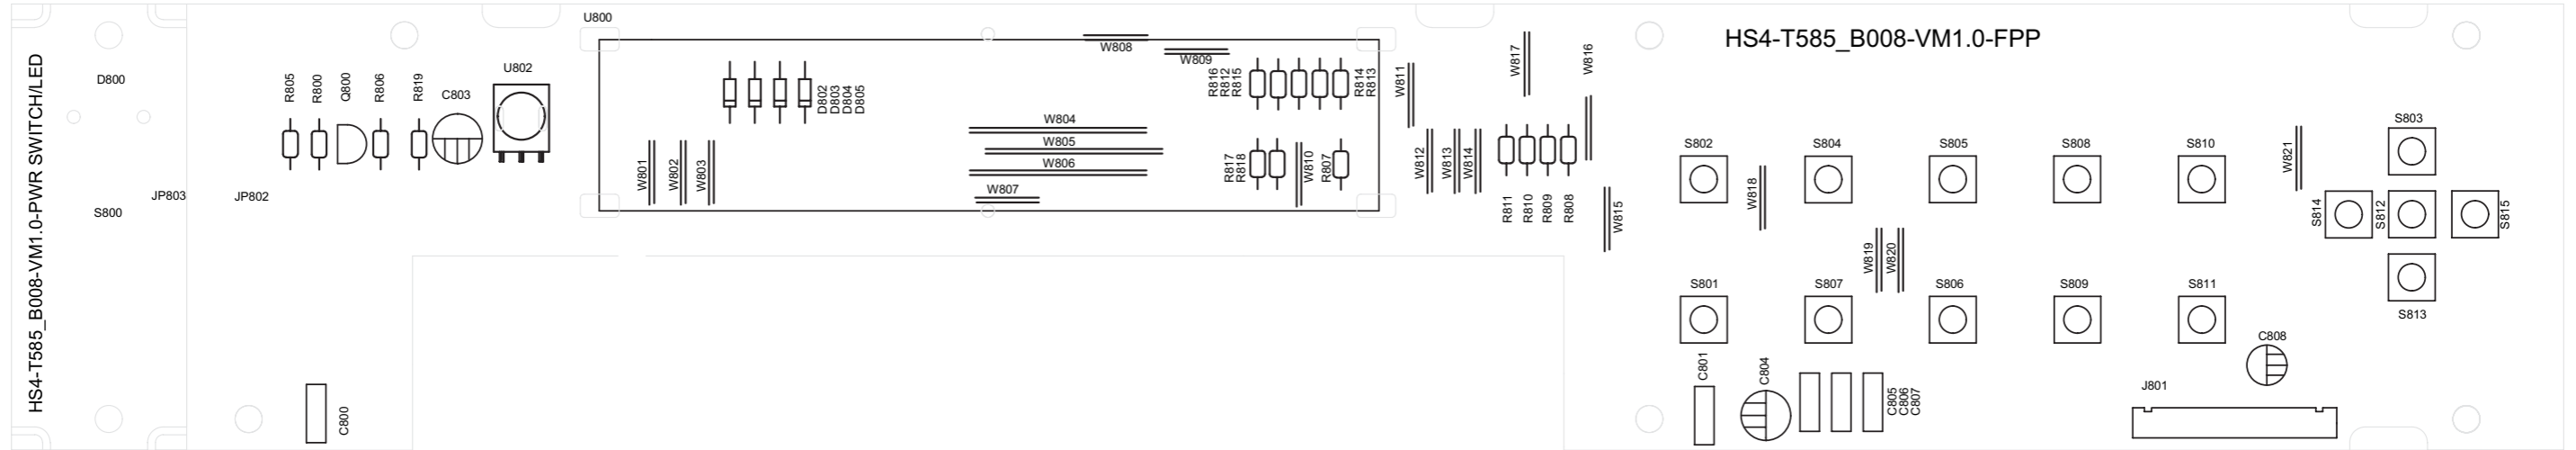 HS4-T585_B008-VM1.0-PWR SWITCH/LED
D800
S800
JP803
JP802
R805
R800
Q800
R806
R819
C803
U802
C800
U800
D802
D803
D804
D805
W801
W802
W803
W804
W805
W806
W807
W808
W809
R816
R812
R815
R814
R813
R817
R818
W810
R807
W811
W812
W813
W814
W817
W816
R811
R810
R809
R808
W815
HS4-T585_B008-VM1.0-FPP
S802
W818
S804
S805
S808
S810
W821
S803
S814
S812
S815
S813
W819
W820
S801
S807
S806
S809
S811
C801
C804
C805
C806
C807
C808
J801